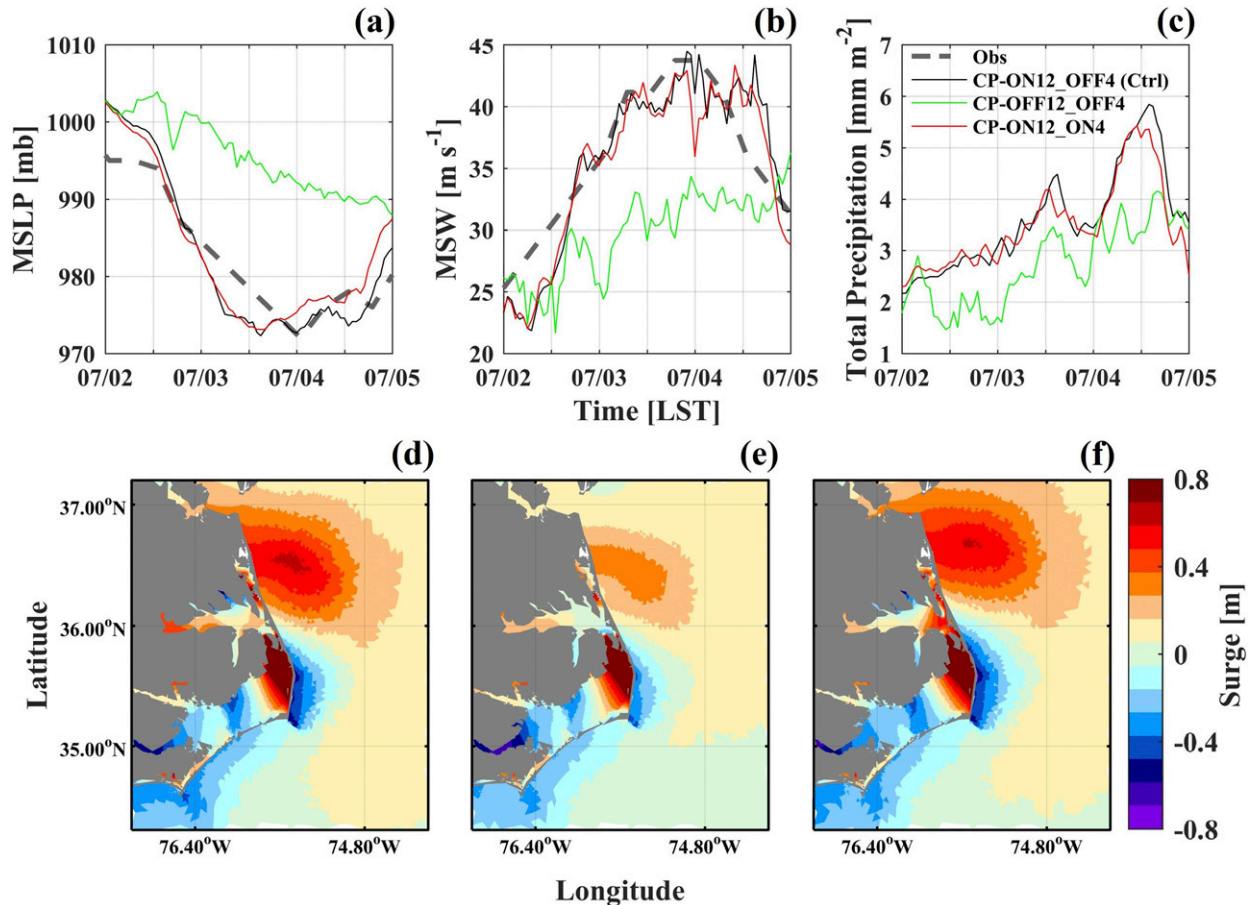 (a)
(b)
(c)
MSLP [mb]
1010
1000
990
980
970
07/02
07/03
07/04
07/05
MSW [m s⁻¹]
45
40
35
30
25
20
07/02
07/03
07/04
07/05
Time [LST]
Total Precipitation [mm m⁻²]
7
6
5
4
3
2
1
07/02
07/03
07/04
07/05
Obs
CP-ON12_OFF4 (Ctrl)
CP-OFF12_OFF4
CP-ON12_ON4
(d)
(e)
(f)
Latitude
37.00°N
36.00°N
35.00°N
76.40°W
74.80°W
76.40°W
74.80°W
76.40°W
74.80°W
Longitude
0.8
0.4
0
-0.4
-0.8
Surge [m]